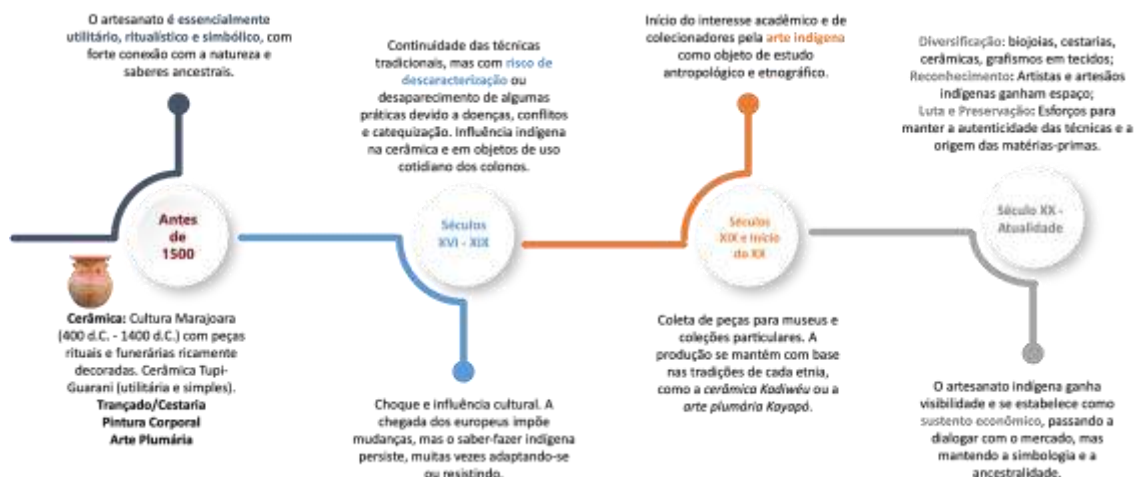 O artesanato é essencialmente
utilitário, ritualístico e simbólico, com
forte conexão com a natureza e
saberes ancestrais.
Antes
de
1500
Cerâmica: Cultura Marajoara
(400 d.C. - 1400 d.C.) com peças
rituais e funerárias ricamente
decoradas. Cerâmica Tupi-
Guarani (utilitária e simples).
Trançado/Cestaria
Pintura Corporal
Arte Plumária
Continuidade das técnicas
tradicionais, mas com risco de
descaracterização ou
desaparecimento de algumas
práticas devido a doenças, conflitos
e catequização. Influência indígena
na cerâmica e em objetos de uso
cotidiano dos colonos.
Séculos
XVI - XIX
Choque e influência cultural. A
chegada dos europeus impõe
mudanças, mas o saber-fazer indígena
persiste, muitas vezes adaptando-se
ou resistindo.
Início do interesse acadêmico e de
colecionadores pela arte indígena
como objeto de estudo
antropológico e etnográfico.
Séculos
XIX e Início
do XX
Coleta de peças para museus e
coleções particulares. A
produção se mantém com base
nas tradições de cada etnia,
como a cerâmica Kadiwéu ou a
arte plumária Kayapó.
Diversificação: biojoias, cestarias,
cerâmicas, grafismos em tecidos;
Reconhecimento: Artistas e artesãos
indígenas ganham espaço;
Luta e Preservação: Esforços para
manter a autenticidade das técnicas e a
origem das matérias-primas.
Século XX -
Atualidade
O artesanato indígena ganha
visibilidade e se estabelece como
sustento econômico, passando a
dialogar com o mercado, mas
mantendo a simbologia e a
ancestralidade.